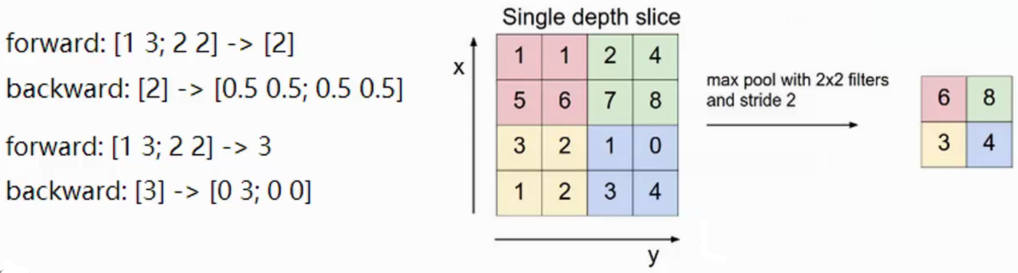 forward: [1 3; 2 2] -> [2]
backward: [2] -> [0.5 0.5; 0.5 0.5]
forward: [1 3; 2 2] -> 3
backward: [3] -> [0 3; 0 0]
Single depth slice
x
1 1 2 4
5 6 7 8
3 2 1 0
1 2 3 4
y
max pool with 2x2 filters
and stride 2
6 8
3 4